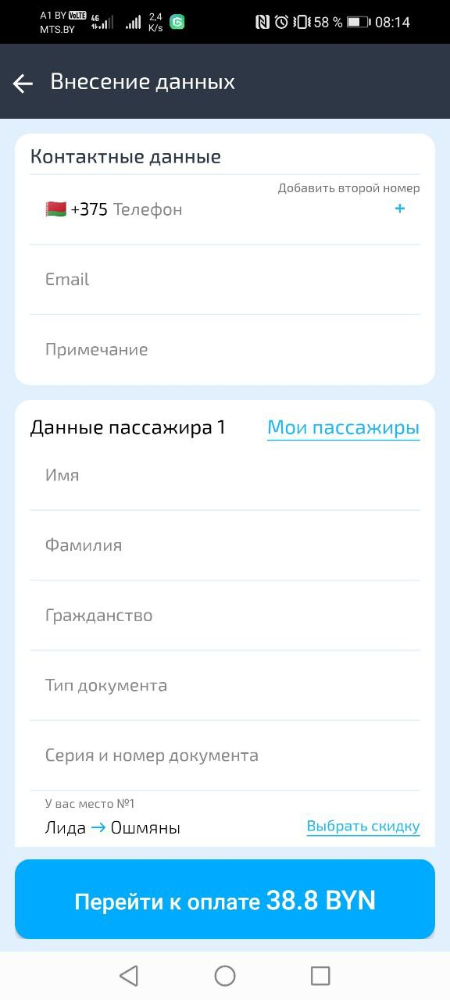 A1 BY VoLTE 4G 2,4 58 % 08:14
MTS.BY K/s
Внесение данных
Контактные данные
Добавить второй номер
+375 Телефон +
Email
Примечание
Данные пассажира 1 Мои пассажиры
Имя
Фамилия
Гражданство
Тип документа
Серия и номер документа
У вас место №1
Лида → Ошмяны Выбрать скидку
Перейти к оплате 38.8 BYN